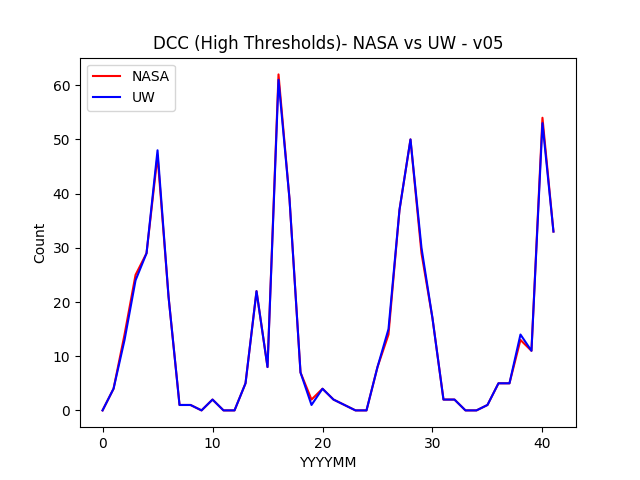 DCC (High Thresholds)- NASA vs UW - v05
NASA
UW
60
50
40
30
20
10
0
Count
0 10 20 30 40
YYYYMM